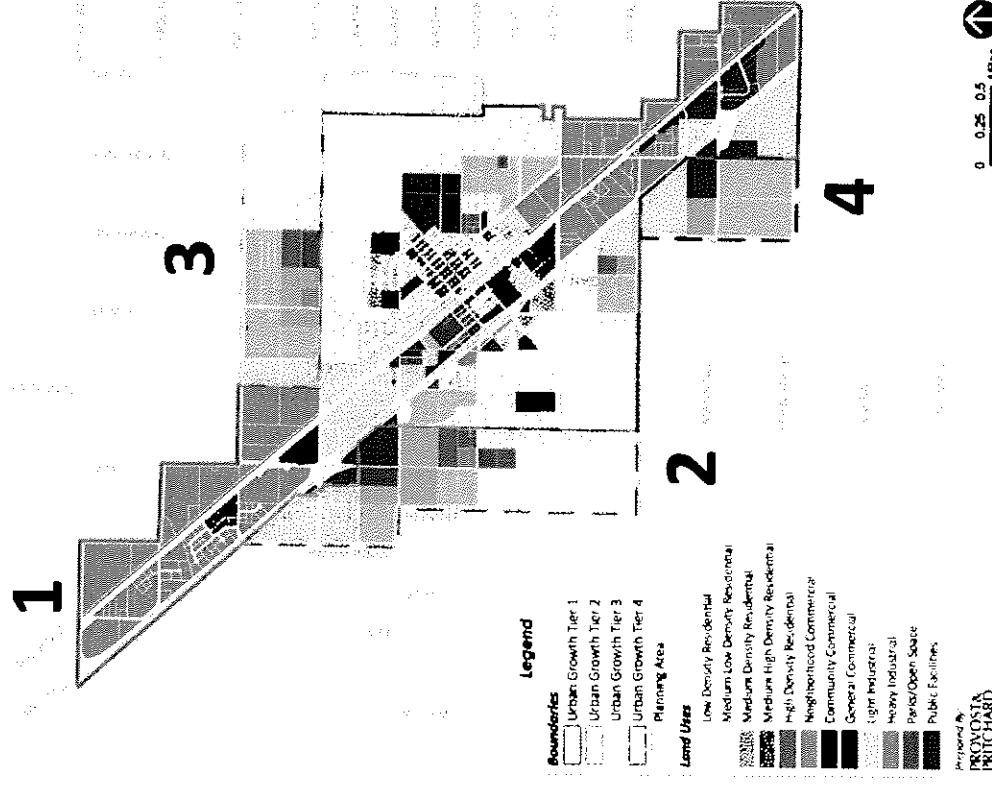 1
3
2
4
Legend
Boundaries
Urban Growth Tier 1
Urban Growth Tier 2
Urban Growth Tier 3
Urban Growth Tier 4
Planning Area
Land Uses
Low Density Residential
Medium Low Density Residential
Medium Density Residential
Medium High Density Residential
High Density Residential
Neighborhood Commercial
Community Commercial
General Commercial
Light Industrial
Heavy Industrial
Parks/Open Space
Public Facilities
Prepared By:
PROVOST &
PRITCHARD
0 0.25 0.5